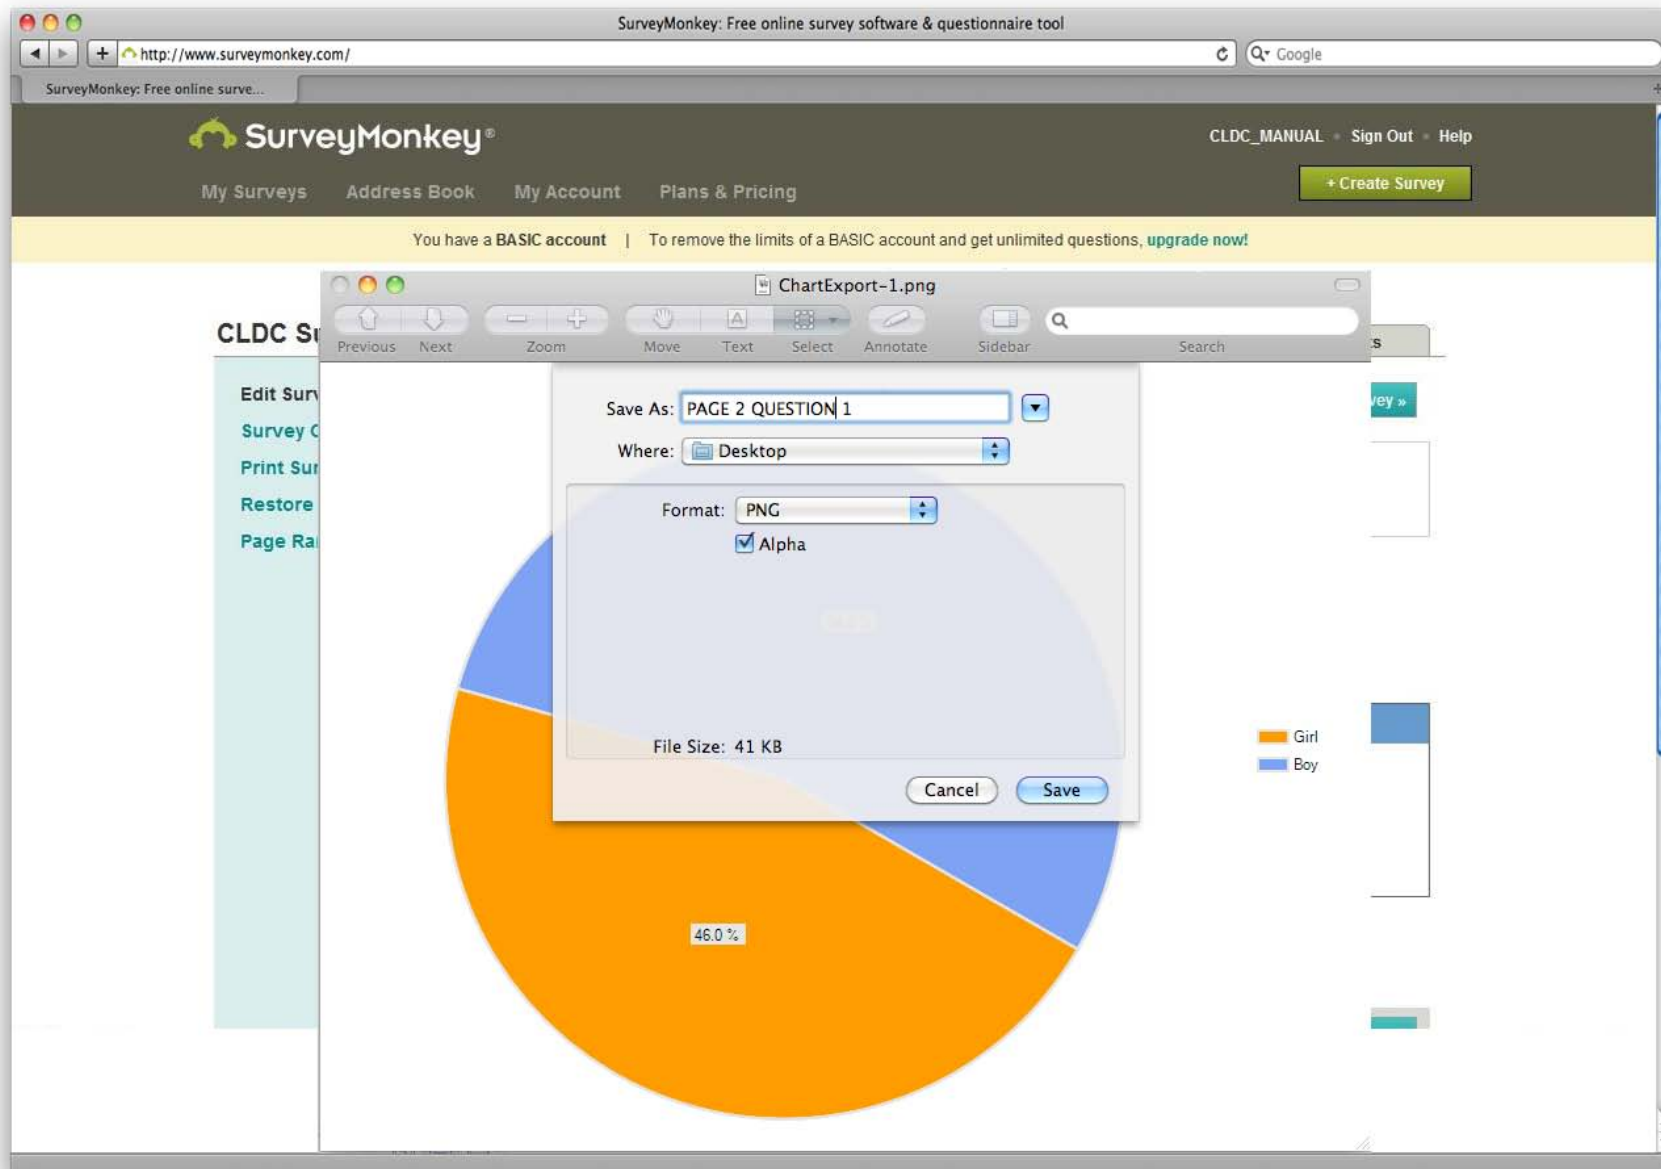 SurveyMonkey: Free online survey software & questionnaire tool
http://www.surveymonkey.com/
Google
SurveyMonkey: Free online surve...
SurveyMonkey®
CLDC_MANUAL Sign Out Help
My Surveys Address Book My Account Plans & Pricing
+ Create Survey
You have a BASIC account | To remove the limits of a BASIC account and get unlimited questions, upgrade now!
ChartExport-1.png
Previous Next Zoom Move Text Select Annotate Sidebar Search
CLDC
Edit
Survey
Print
Restore
Page
Save As: PAGE 2 QUESTION 1
Where: Desktop
Format: PNG
Alpha
File Size: 41 KB
Cancel Save
Girl
Boy
46.0 %